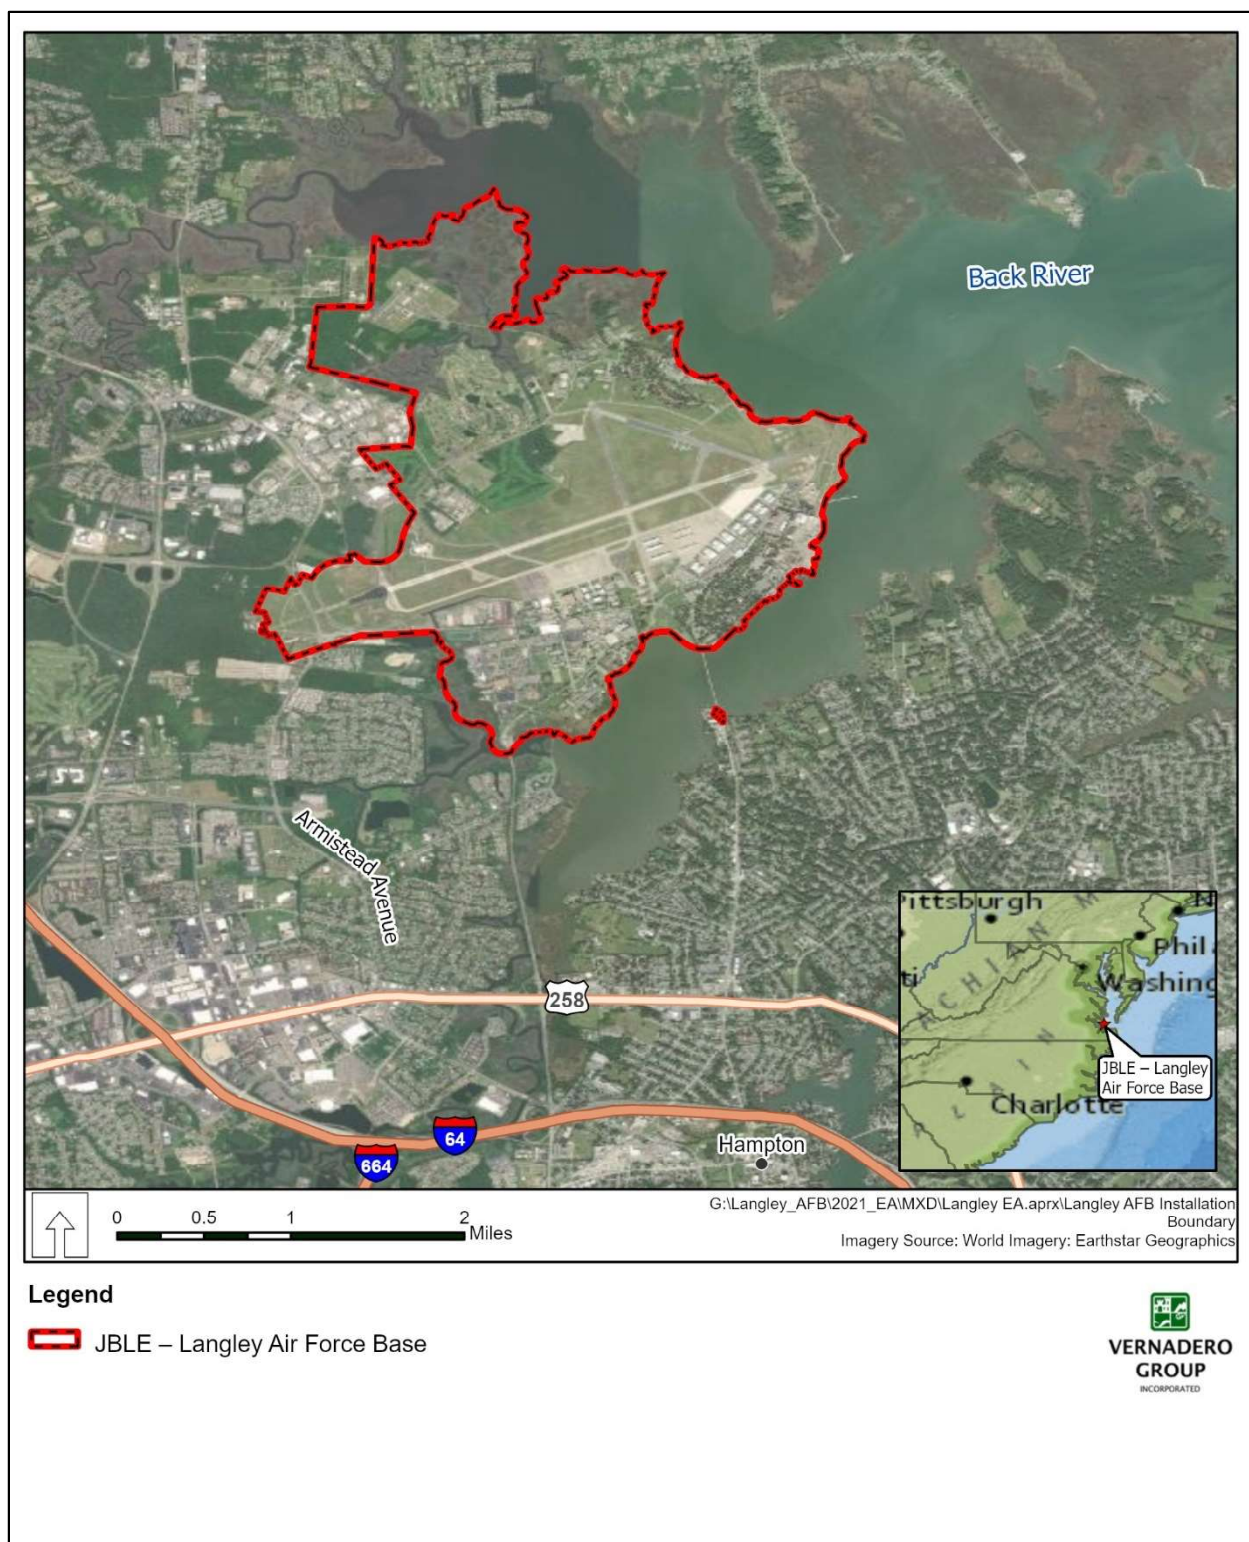 Back River
Armistead Avenue
258
64
664
Hampton
Pittsburgh
Phil
Washing
Charlotte
JBLE – Langley
Air Force Base
0 0.5 1 2
Miles
G:\Langley_AFB\2021_EA\MXD\Langley EA.aprx\Langley AFB Installation
Boundary
Imagery Source: World Imagery: Earthstar Geographics
Legend
JBLE – Langley Air Force Base
VERNADERO
GROUP
INCORPORATED